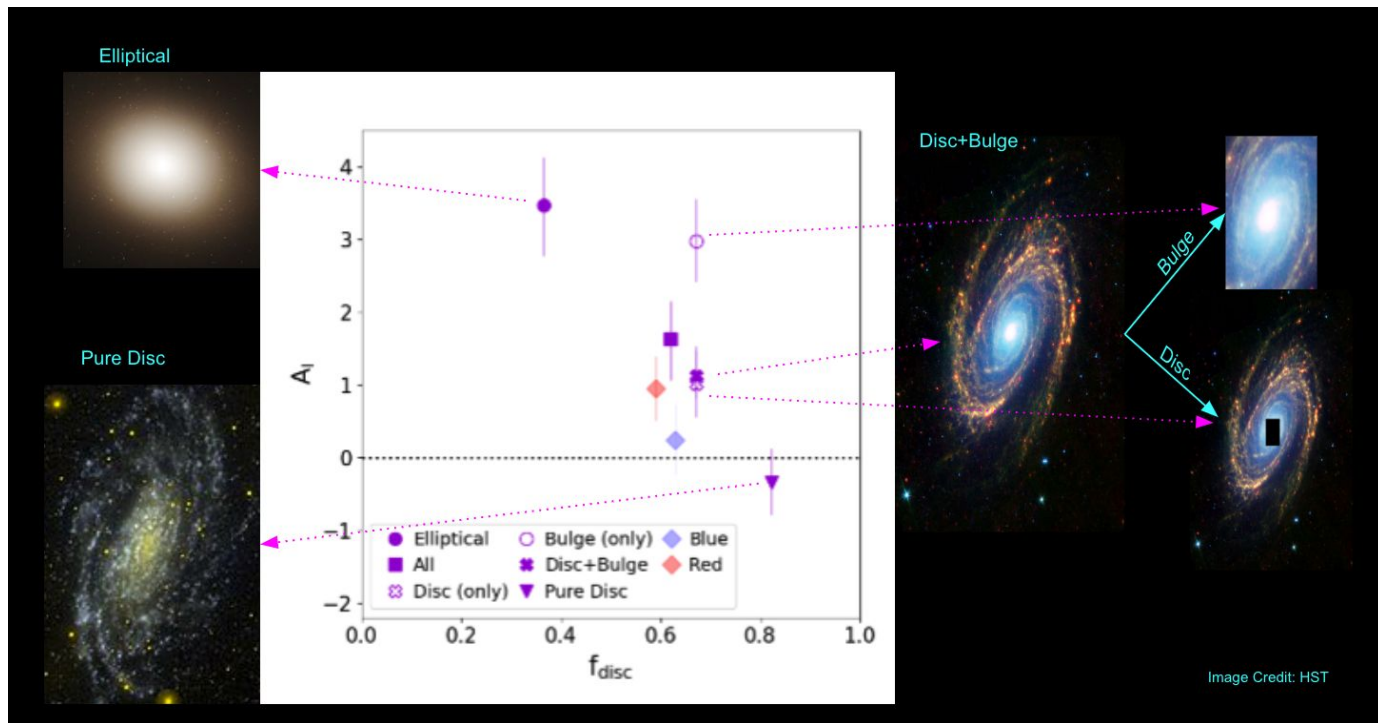 Elliptical
Pure Disc
A_I
4
3
2
1
0
−1
−2
0.0 0.2 0.4 0.6 0.8 1.0
f_disc
Elliptical Bulge (only) Blue
All Disc+Bulge Red
Disc (only) Pure Disc
Disc+Bulge
Bulge
Disc
Image Credit: HST